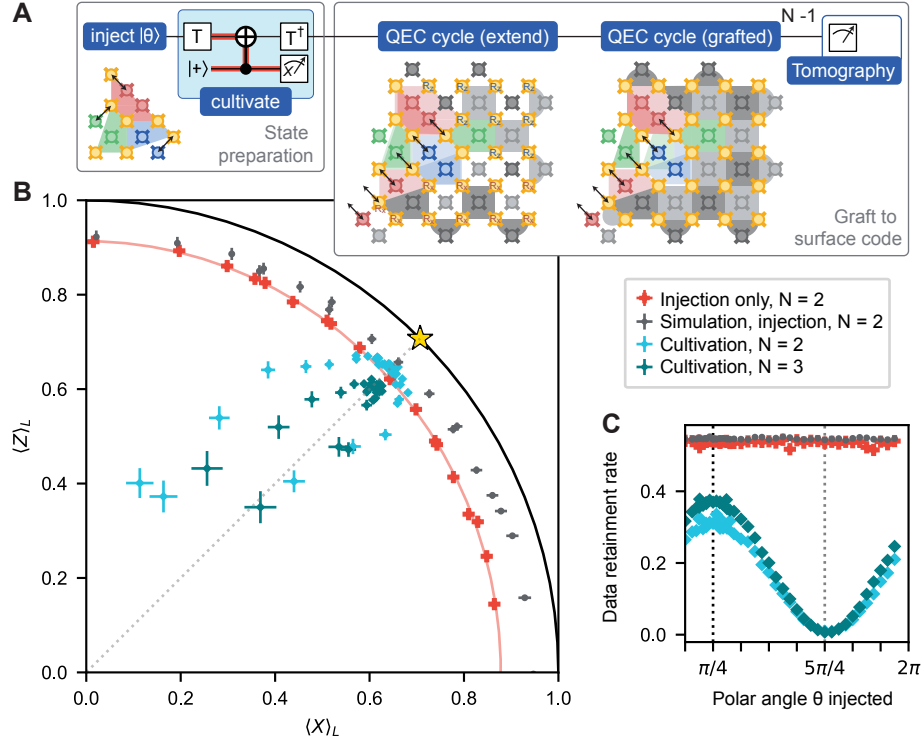 A
inject |θ⟩
T
T†
|+⟩
X
cultivate
State
preparation
QEC cycle (extend)
QEC cycle (grafted)
N -1
Tomography
Rz Rz Rz
Graft to
surface code
B
1.0
0.8
0.6
0.4
0.2
0.0
⟨Z⟩L
0.0 0.2 0.4 0.6 0.8 1.0
⟨X⟩L
Injection only, N = 2
Simulation, injection, N = 2
Cultivation, N = 2
Cultivation, N = 3
C
Data retainment rate
0.4
0.2
0.0
π/4 5π/4 2π
Polar angle θ injected